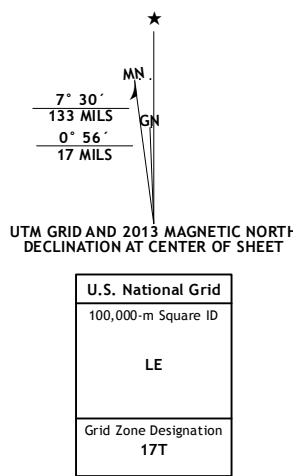 ★
MN
7° 30´
133 MILS
GN
0° 56´
17 MILS
UTM GRID AND 2013 MAGNETIC NORTH
DECLINATION AT CENTER OF SHEET
U.S. National Grid
100,000-m Square ID
LE
Grid Zone Designation
17T